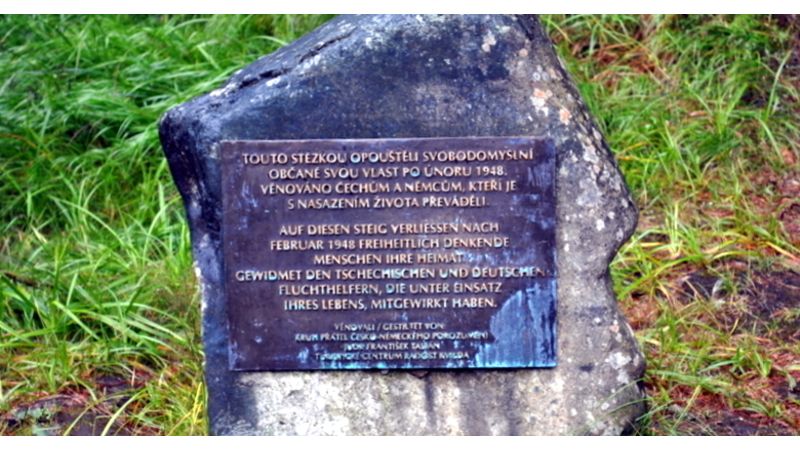 TOUTO STEZKOU OPOUŠTĚLI SVOBODOMYSLNÍ
OBČANÉ SVOU VLAST PO ÚNORU 1948.
VĚNOVÁNO ČECHŮM A NĚMCŮM, KTEŘÍ JE
S NASAZENÍM ŽIVOTA PŘEVÁDĚLI.
AUF DIESEN STEIG VERLIESSEN NACH
FEBRUAR 1948 FREIHEITLICH DENKENDE
MENSCHEN IHRE HEIMAT
GEWIDMET DEN TSCHECHISCHEN UND DEUTSCHEN
FLUCHTHELFERN, DIE UNTER EINSATZ
IHRES LEBENS, MITGEWIRKT HABEN.
VĚNOVALI / GESTIFTET VON:
KRUH PŘÁTEL ČESKO-NĚMECKÉHO POROZUMĚNÍ
FRANTIŠEK
CENTRUM RADOST KVILDA